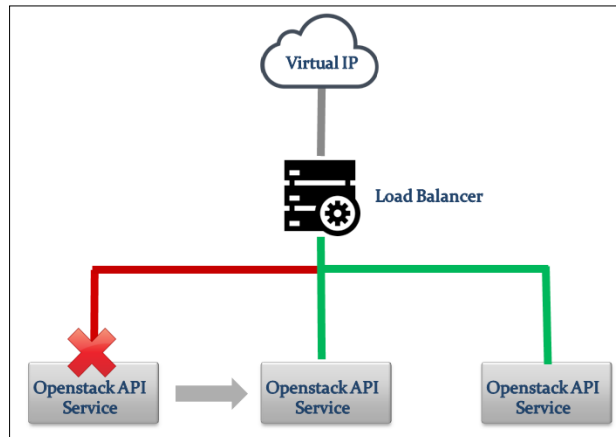 Virtual IP
Load Balancer
Openstack API
Service
Openstack API
Service
Openstack API
Service